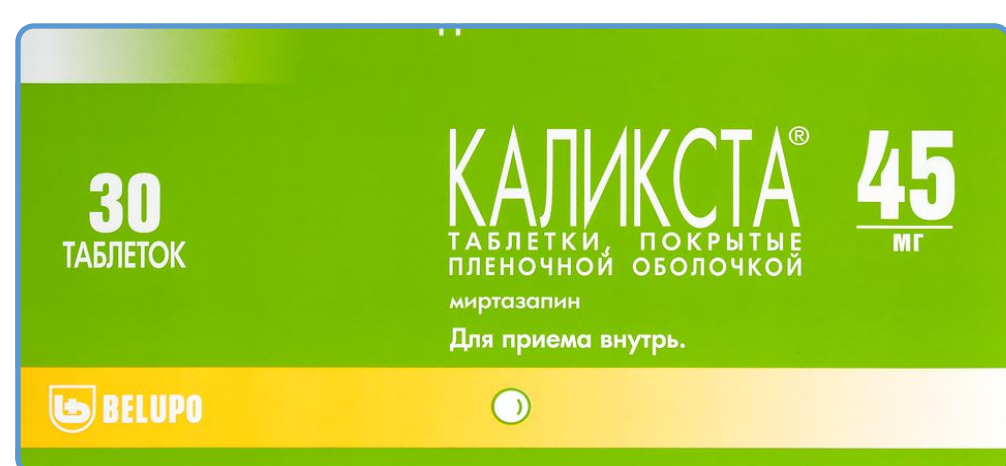 30
ТАБЛЕТОК
КАЛИКСТА®
ТАБЛЕТКИ, ПОКРЫТЫЕ
ПЛЕНОЧНОЙ ОБОЛОЧКОЙ
миртазапин
Для приема внутрь.
45
МГ
BELUPO